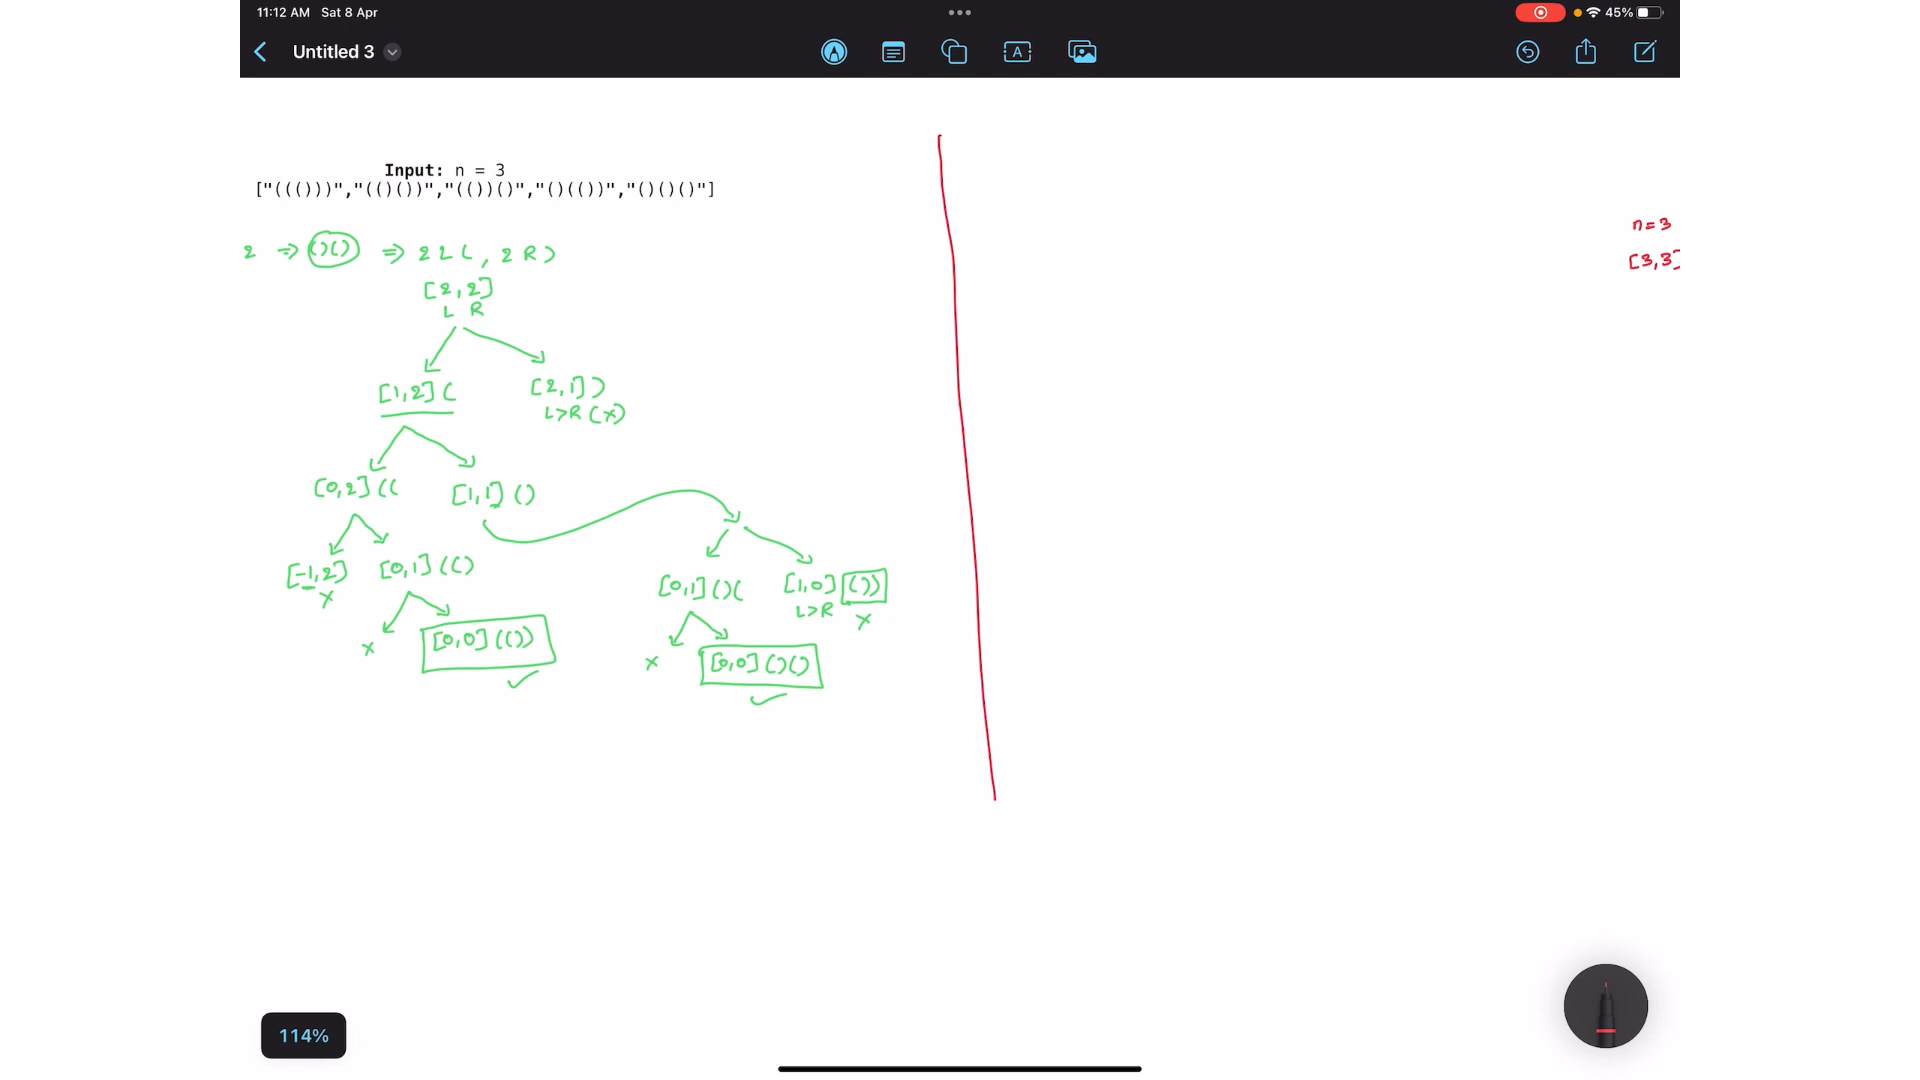 11:12 AM Sat 8 Apr
45%
Untitled 3
A
Input: n = 3
["((()))","(()())","(())()","()(())","()()()"]
2 => ()() => 2 L (, 2 R )
[2,2]
L R
[1,2] ( [2,1] )
L>R (x)
[0,2] (( [1,1] ()
[-1,2] [0,1] (()
x
x [0,0] (())
[0,1] ()( [1,0] ())
L>R x
x [0,0] ()()
n=3
[3,3]
114%